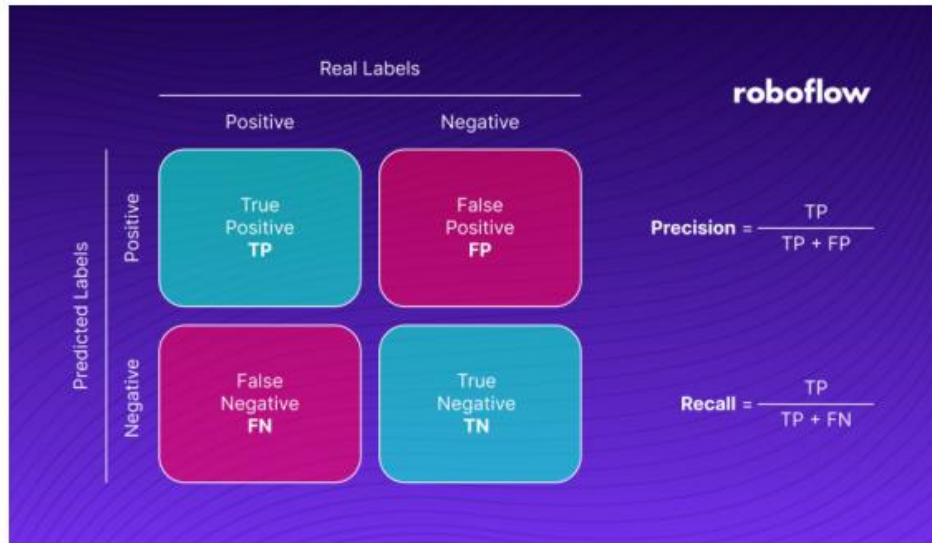 Real Labels
roboflow
Positive
Negative
Predicted Labels
Positive
True
Positive
TP
False
Positive
FP
Precision = TP
TP + FP
Negative
False
Negative
FN
True
Negative
TN
Recall = TP
TP + FN